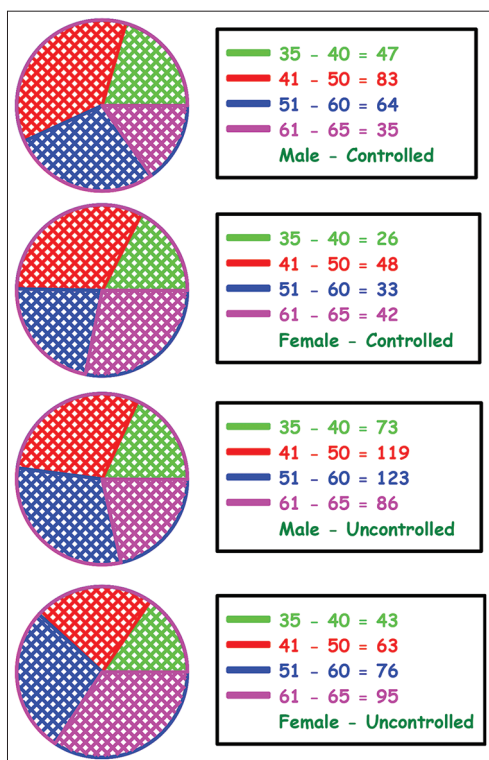 35 - 40 = 47
41 - 50 = 83
51 - 60 = 64
61 - 65 = 35
Male - Controlled
35 - 40 = 26
41 - 50 = 48
51 - 60 = 33
61 - 65 = 42
Female - Controlled
35 - 40 = 73
41 - 50 = 119
51 - 60 = 123
61 - 65 = 86
Male - Uncontrolled
35 - 40 = 43
41 - 50 = 63
51 - 60 = 76
61 - 65 = 95
Female - Uncontrolled